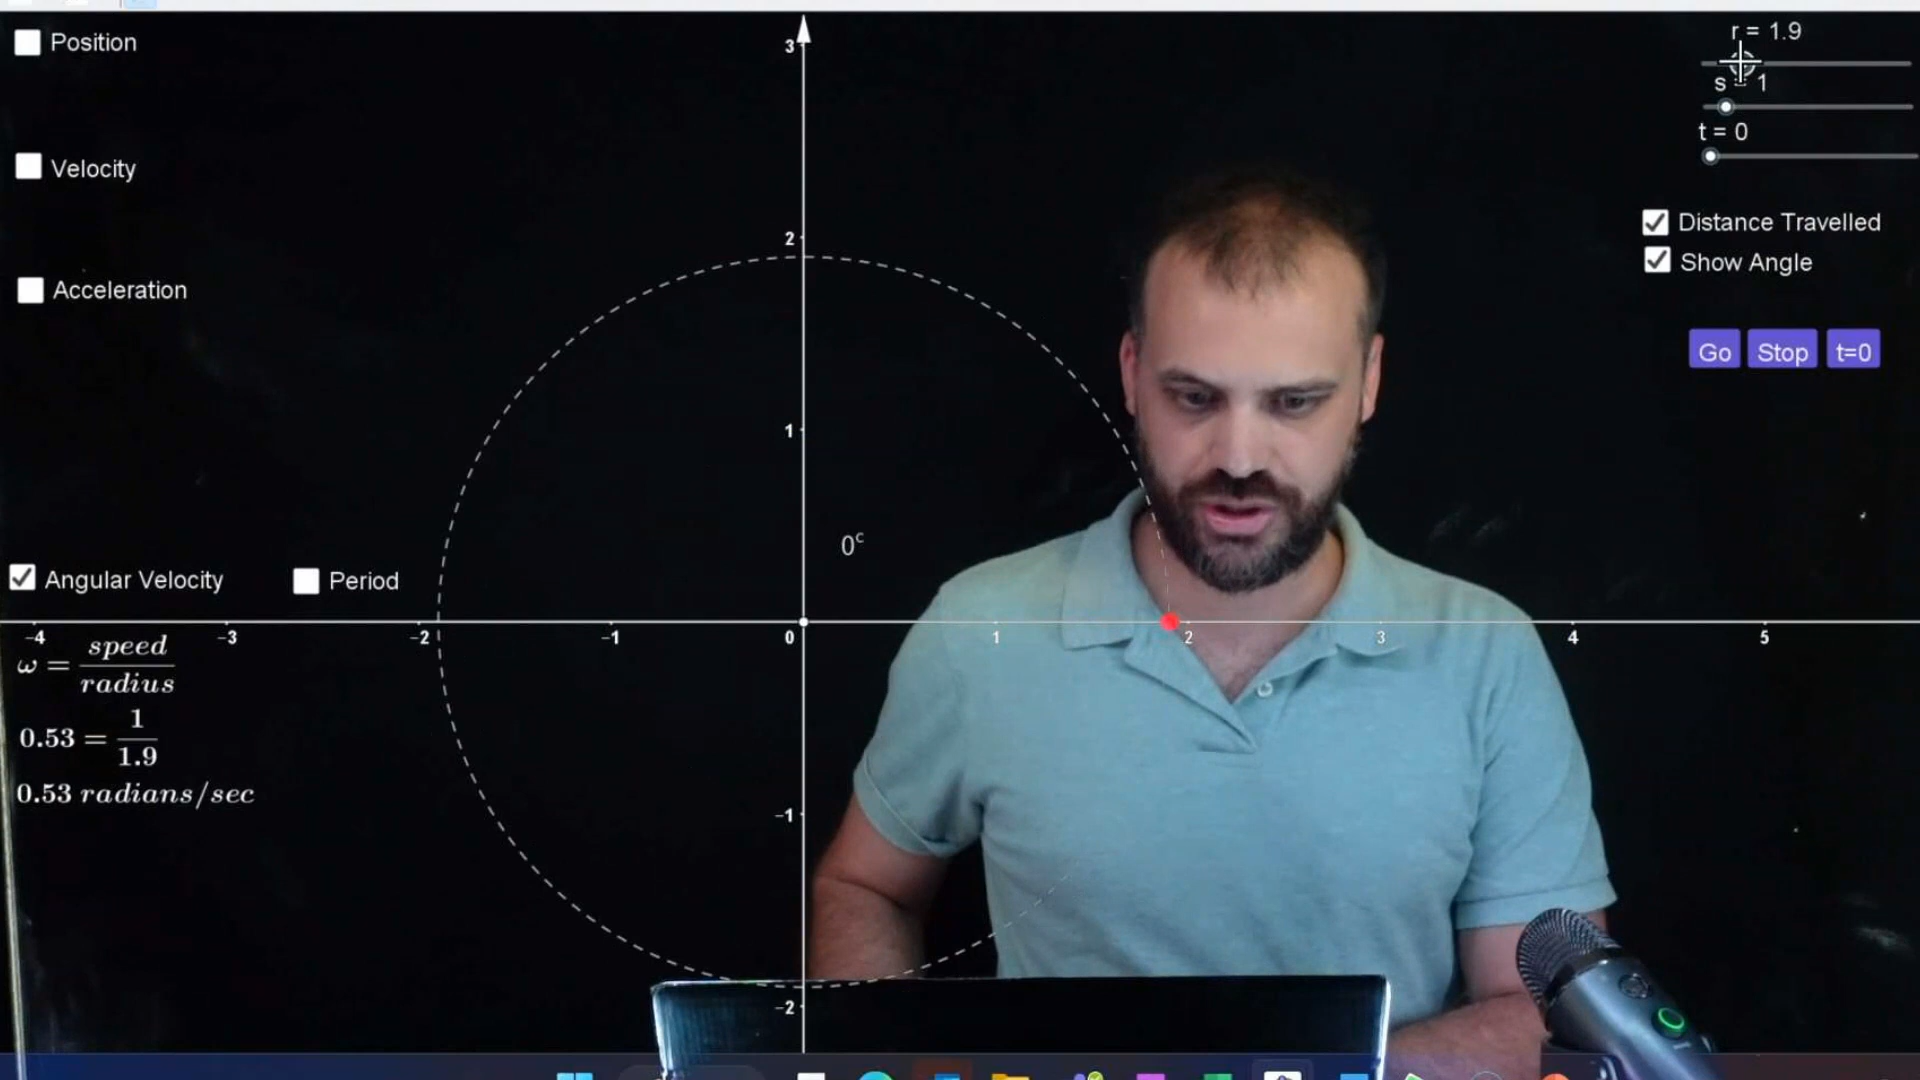 Position
Velocity
Acceleration
Angular Velocity
Period
ω = speed/radius
0.53 = 1/1.9
0.53 radians/sec
3
2
1
0ᶜ
-4 -3 -2 -1 0 1 2 3 4 5
-1
-2
r = 1.9
s = 1
t = 0
Distance Travelled
Show Angle
Go Stop t=0